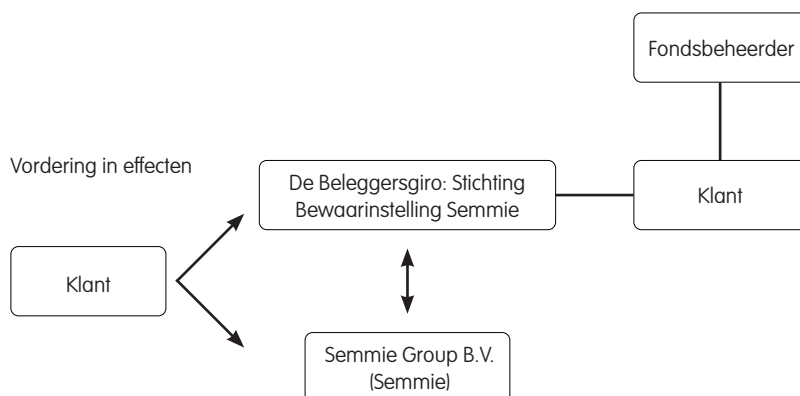 Fondsbeheerder
Vordering in effecten
De Beleggersgiro: Stichting
Bewaarinstelling Semmie
Klant
Klant
Semmie Group B.V.
(Semmie)